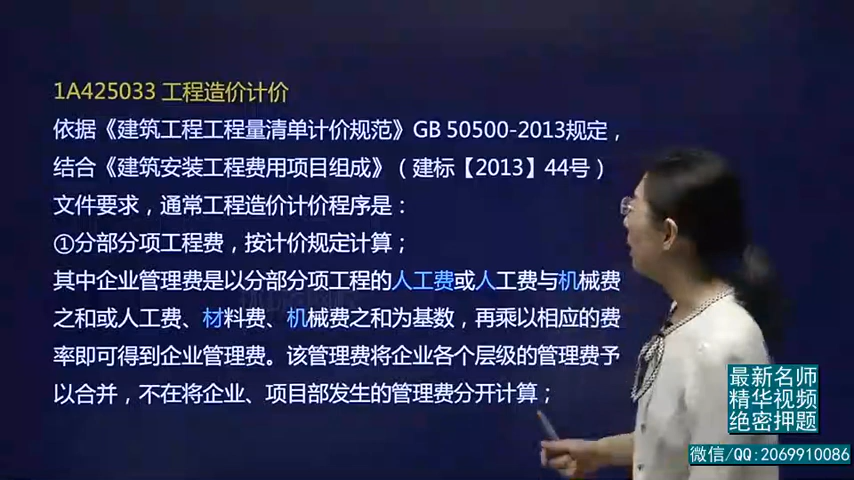 1A425033 工程造价计价
依据《建筑工程工程量清单计价规范》GB 50500-2013规定，
结合《建筑安装工程费用项目组成》（建标【2013】44号）
文件要求，通常工程造价计价程序是：
①分部分项工程费，按计价规定计算；
其中企业管理费是以分部分项工程的人工费或人工费与机械费
之和或人工费、材料费、机械费之和为基数，再乘以相应的费
率即可得到企业管理费。该管理费将企业各个层级的管理费予
以合并，不在将企业、项目部发生的管理费分开计算；
最新名师
精华视频
绝密押题
微信/QQ:2069910086